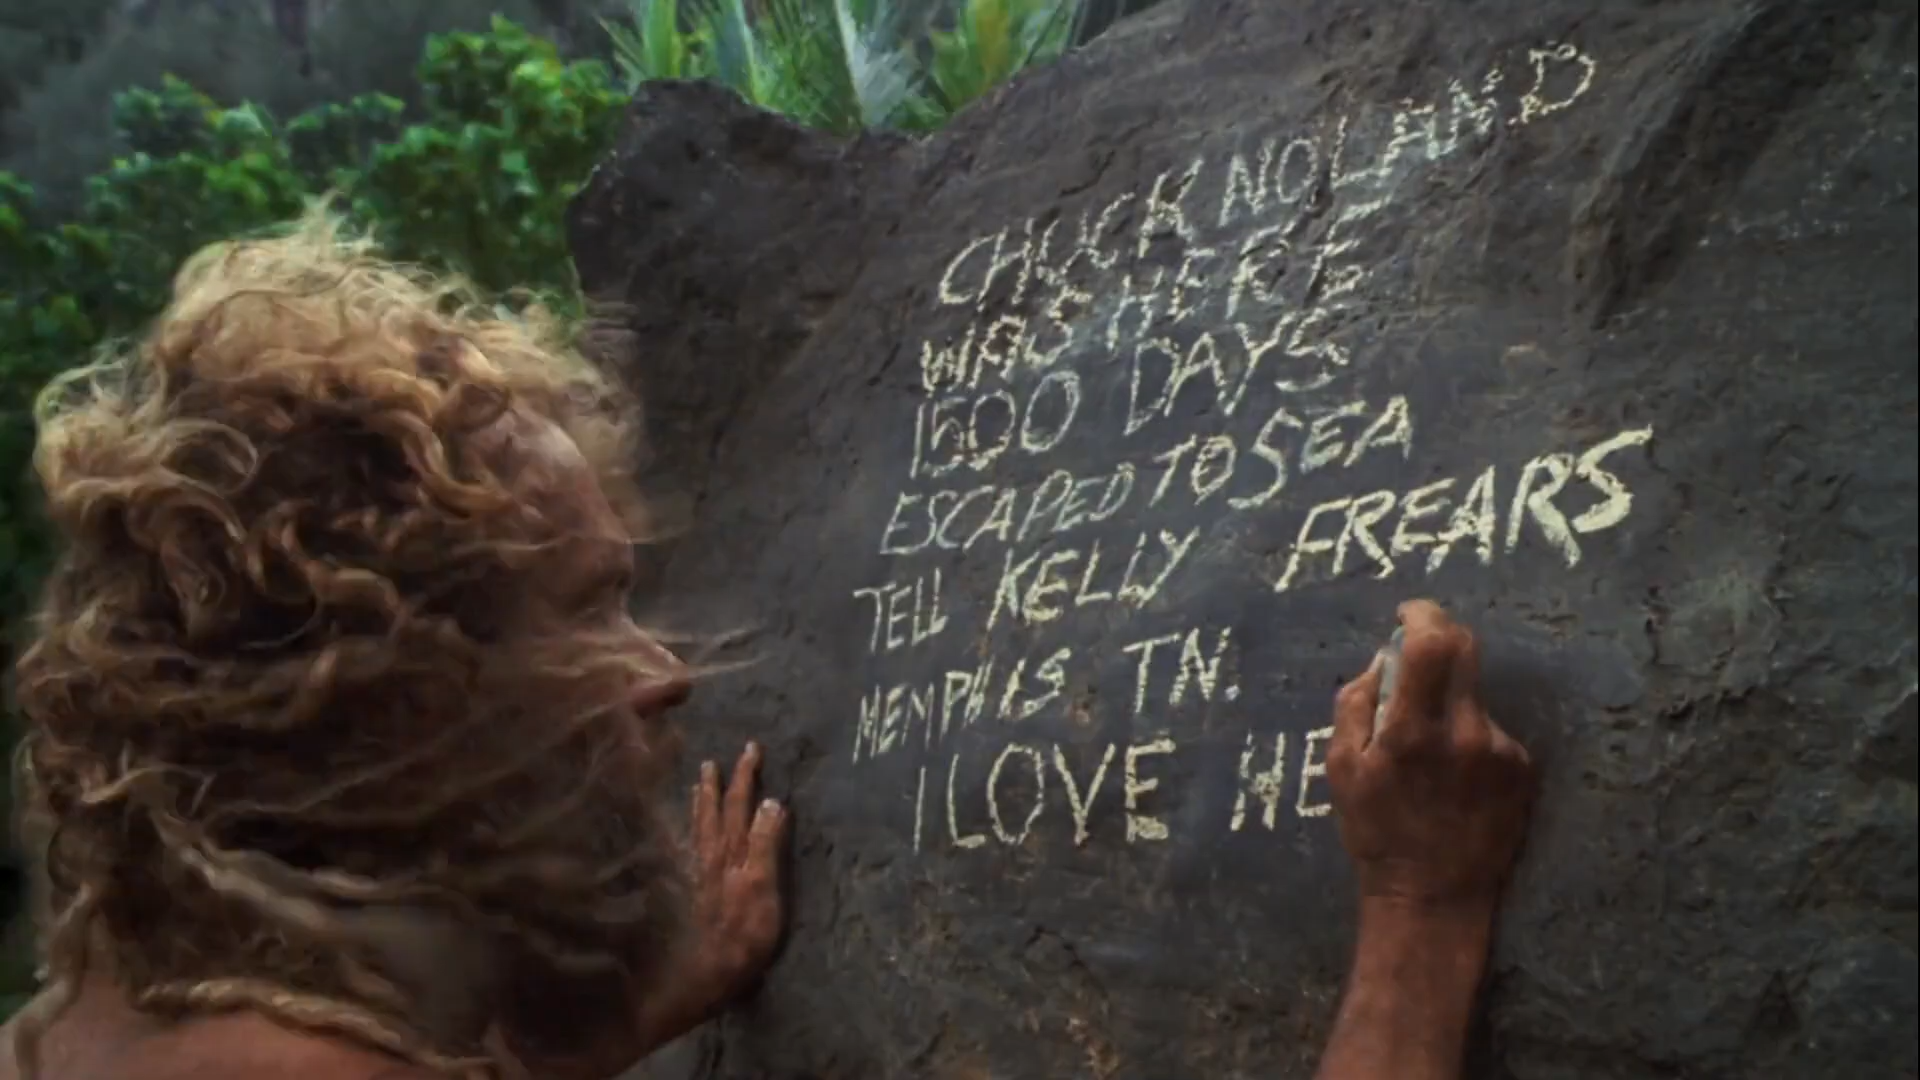 CHUCK NOLAND
WAS HERE
1500 DAYS
ESCAPED TO SEA
TELL KELLY FREARS
MEMPHIS TN.
I LOVE HE